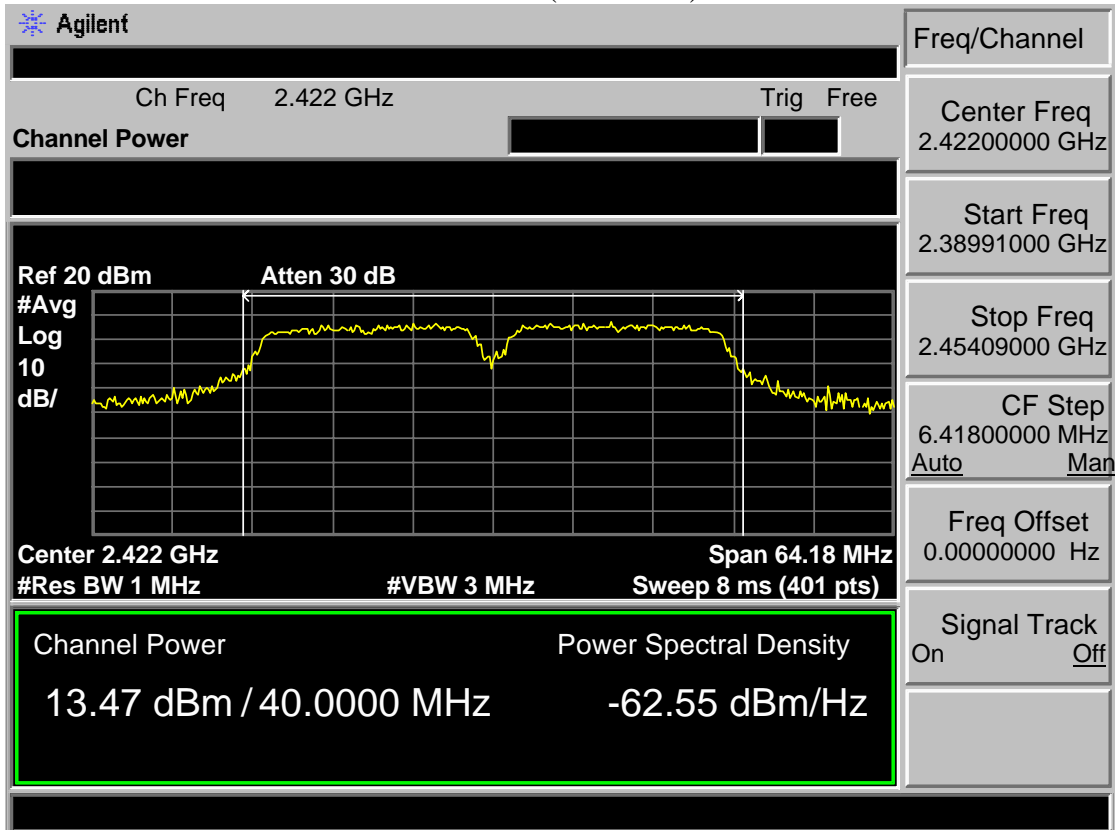 Agilent
Freq/Channel
Ch Freq 2.422 GHz Trig Free
Channel Power
Center Freq
2.42200000 GHz
Start Freq
2.38991000 GHz
Stop Freq
2.45409000 GHz
CF Step
6.41800000 MHz
Auto Man
Freq Offset
0.00000000 Hz
Signal Track
On Off
Ref 20 dBm Atten 30 dB
#Avg
Log
10
dB/
Center 2.422 GHz Span 64.18 MHz
#Res BW 1 MHz #VBW 3 MHz Sweep 8 ms (401 pts)
Channel Power Power Spectral Density
13.47 dBm / 40.0000 MHz -62.55 dBm/Hz